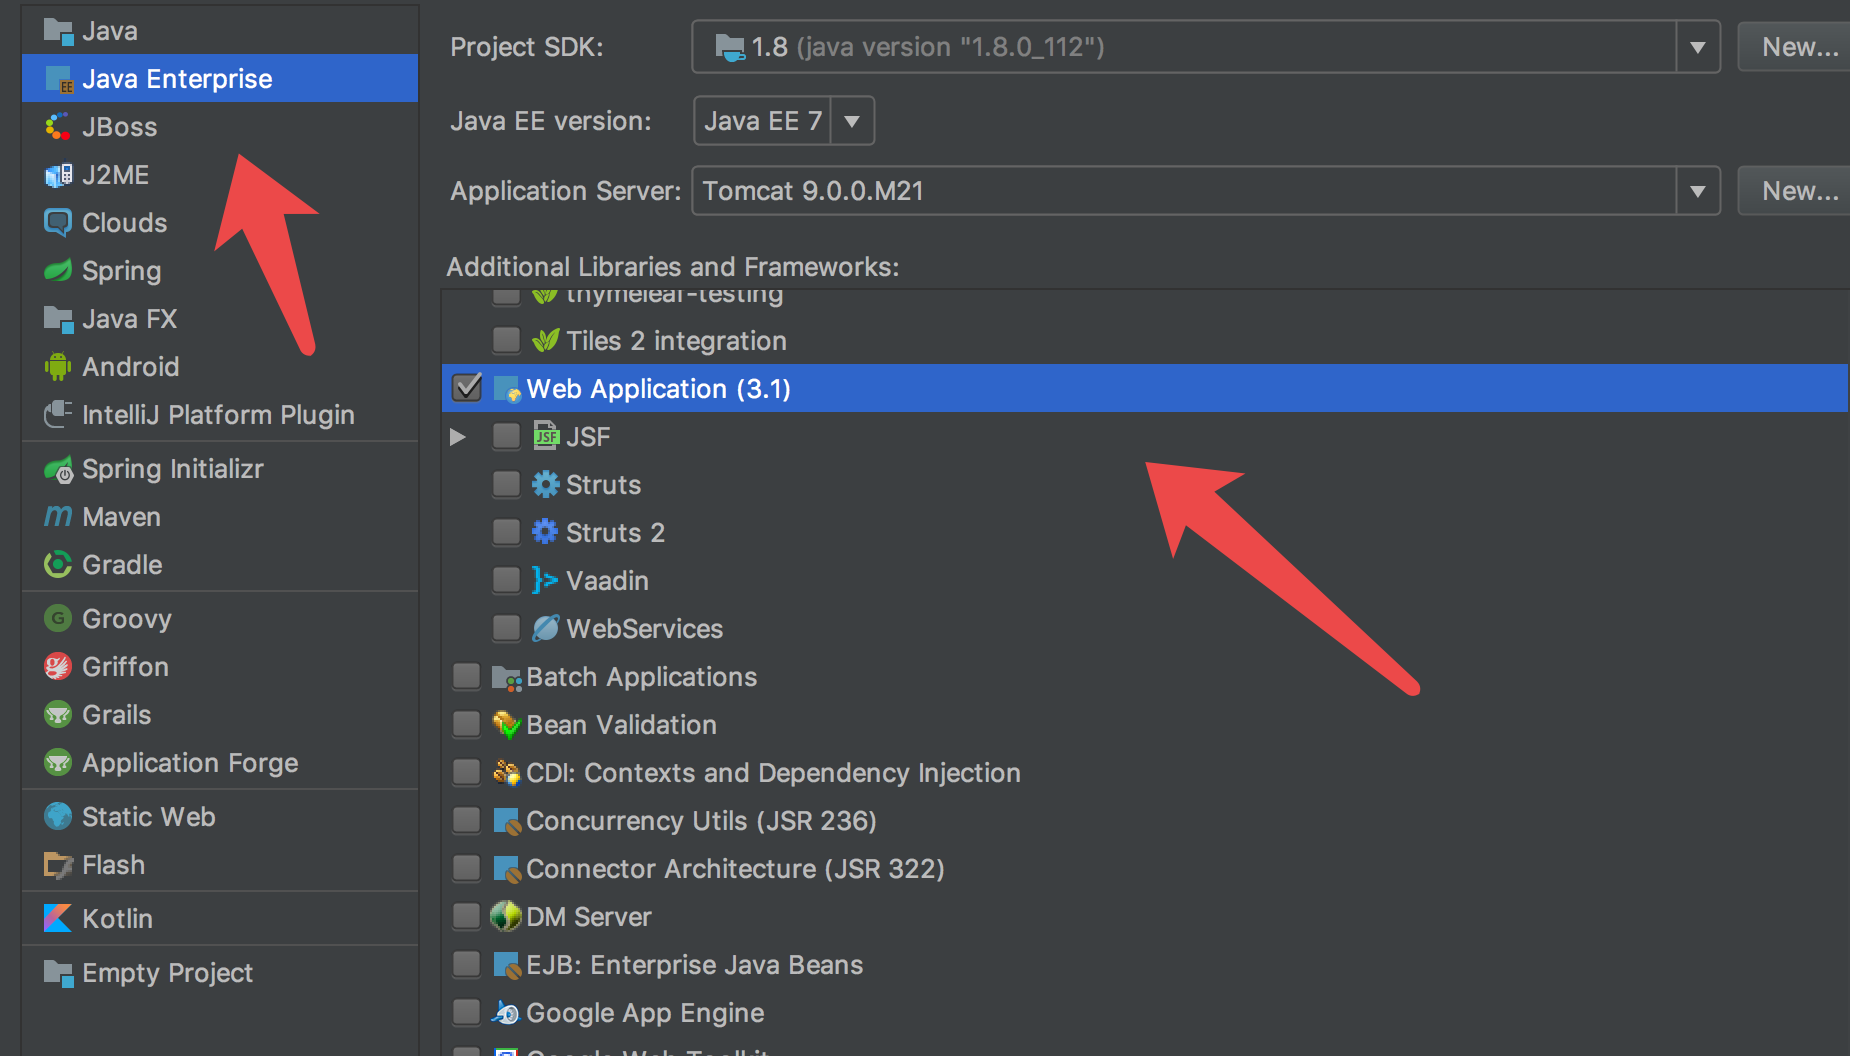 Java
Java Enterprise
JBoss
J2ME
Clouds
Spring
Java FX
Android
IntelliJ Platform Plugin
Spring Initializr
Maven
Gradle
Groovy
Griffon
Grails
Application Forge
Static Web
Flash
Kotlin
Empty Project
Project SDK: 1.8 (java version "1.8.0_112") New...
Java EE version: Java EE 7
Application Server: Tomcat 9.0.0.M21 New...
Additional Libraries and Frameworks:
thymeleaf-testing
Tiles 2 integration
Web Application (3.1)
JSF
Struts
Struts 2
Vaadin
WebServices
Batch Applications
Bean Validation
CDI: Contexts and Dependency Injection
Concurrency Utils (JSR 236)
Connector Architecture (JSR 322)
DM Server
EJB: Enterprise Java Beans
Google App Engine
Google Web Toolkit